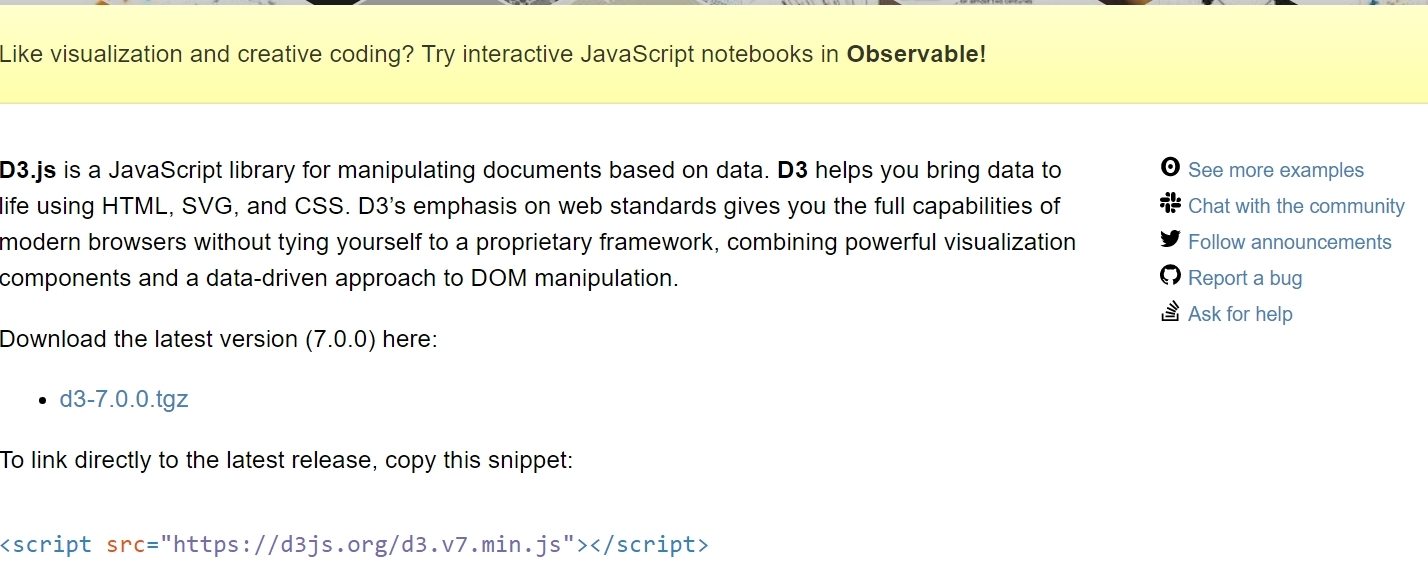 Like visualization and creative coding? Try interactive JavaScript notebooks in Observable!
D3.js is a JavaScript library for manipulating documents based on data. D3 helps you bring data to
life using HTML, SVG, and CSS. D3’s emphasis on web standards gives you the full capabilities of
modern browsers without tying yourself to a proprietary framework, combining powerful visualization
components and a data-driven approach to DOM manipulation.
Download the latest version (7.0.0) here:
• d3-7.0.0.tgz
To link directly to the latest release, copy this snippet:
<script src="https://d3js.org/d3.v7.min.js"></script>
See more examples
Chat with the community
Follow announcements
Report a bug
Ask for help